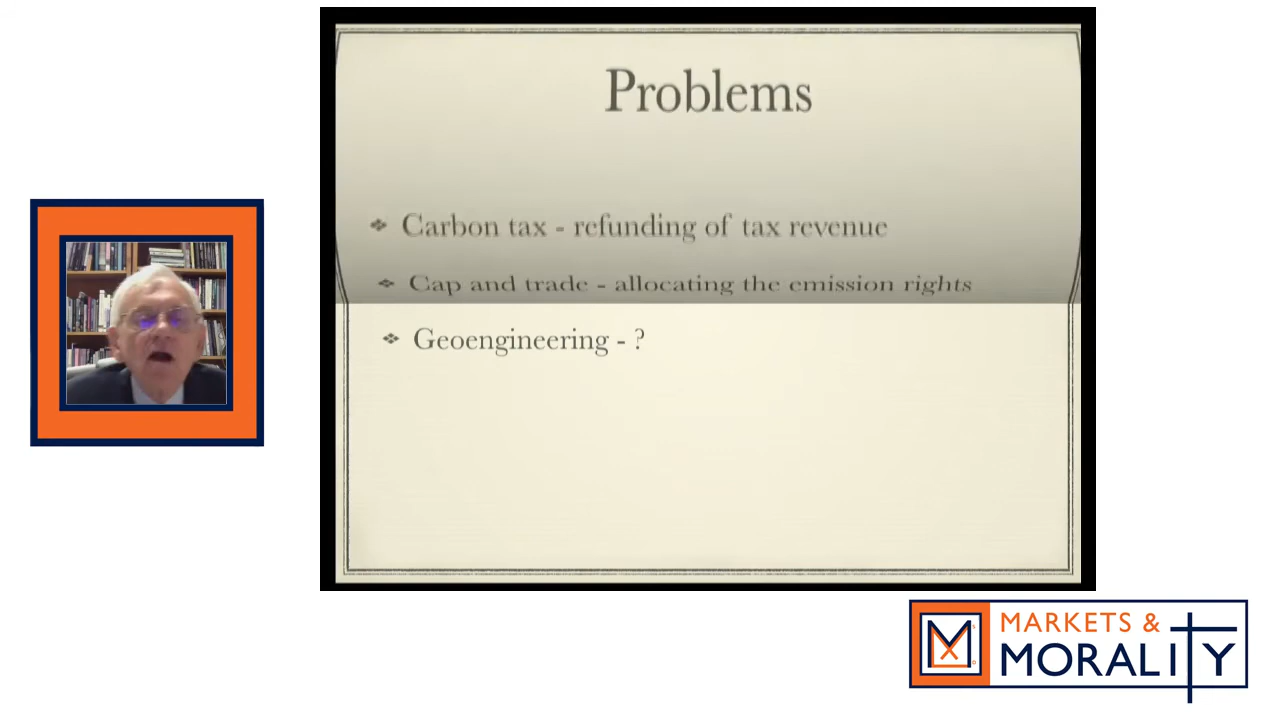 Problems
❖ Carbon tax - refunding of tax revenue
❖ Cap and trade - allocating the emission rights
❖ Geoengineering - ?
MARKETS &
MORALITY